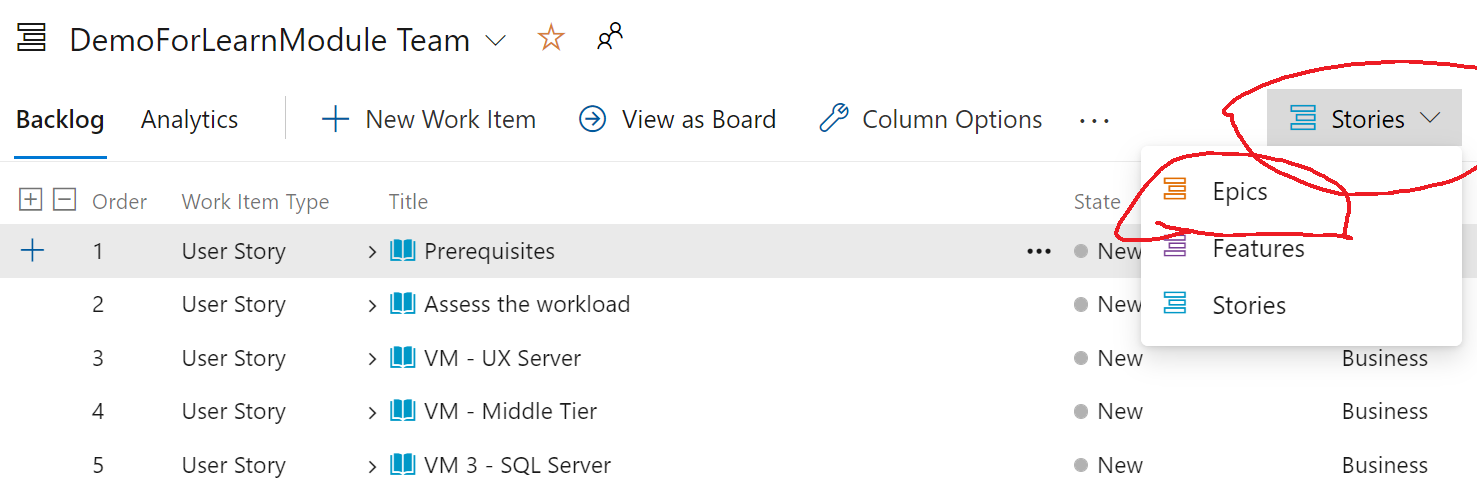 DemoForLearnModule Team
Backlog Analytics New Work Item View as Board Column Options ... Stories
Order Work Item Type Title State Epics
1 User Story Prerequisites ... New Features
2 User Story Assess the workload New Stories
3 User Story VM - UX Server New Business
4 User Story VM - Middle Tier New Business
5 User Story VM 3 - SQL Server New Business